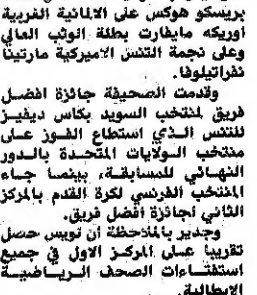 بريسكو هوكس على الالمانية الغربية
اوريكه مايفارت بطلة الوثب العالي
وعلى نجمة التنس الاميركية مارتينا
نفراتيلوفا.
وقدمت الصحيفة جائزة افضل
فريق لمنتخب السويد بكاس ديفيز
للتنس الذي استطاع الفوز على
منتخب الولايات المتحدة بالدور
النهائي للمسابقة، بينما جاء
المنتخب الفرنسي لكرة القدم بالمركز
الثاني لجائزة افضل فريق.
وجدير بالملاحظة ان تويس حصل
تقريبا على المركز الاول في جميع
استفتاءات الصحف الرياضية
الايطالية.